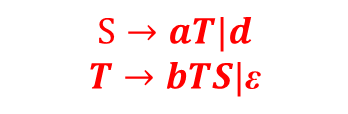 S → aT|d
T → bTS|ε